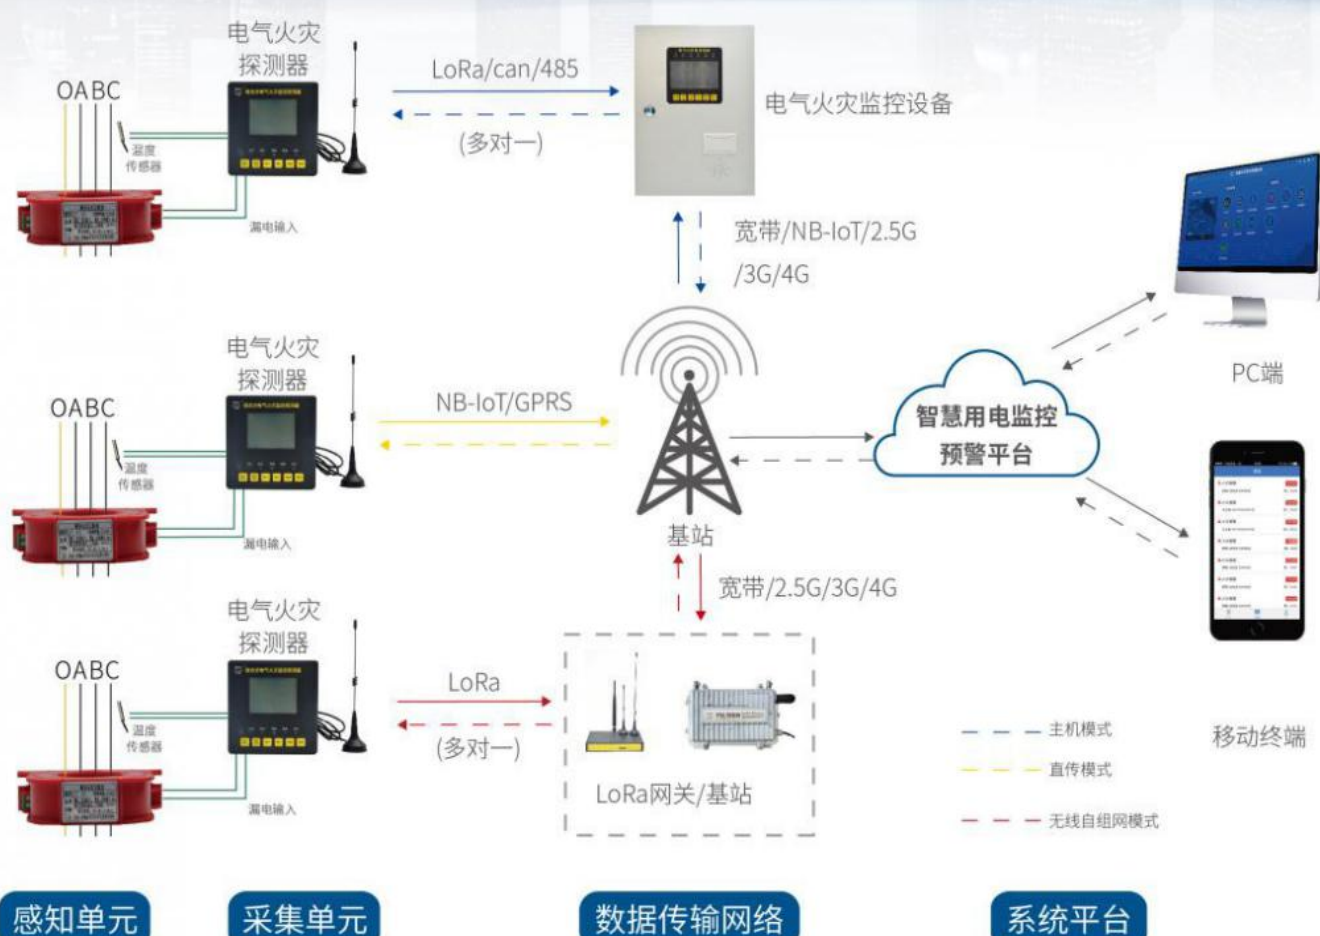 电气火灾
探测器
OABC
温度
传感器
漏电输入
LoRa/can/485
(多对一)
电气火灾监控设备
宽带/NB-IoT/2.5G
/3G/4G
电气火灾
探测器
OABC
温度
传感器
漏电输入
NB-IoT/GPRS
基站
智慧用电监控
预警平台
PC端
宽带/2.5G/3G/4G
电气火灾
探测器
OABC
温度
传感器
漏电输入
LoRa
(多对一)
LoRa网关/基站
移动终端
主机模式
直传模式
无线自组网模式
感知单元
采集单元
数据传输网络
系统平台